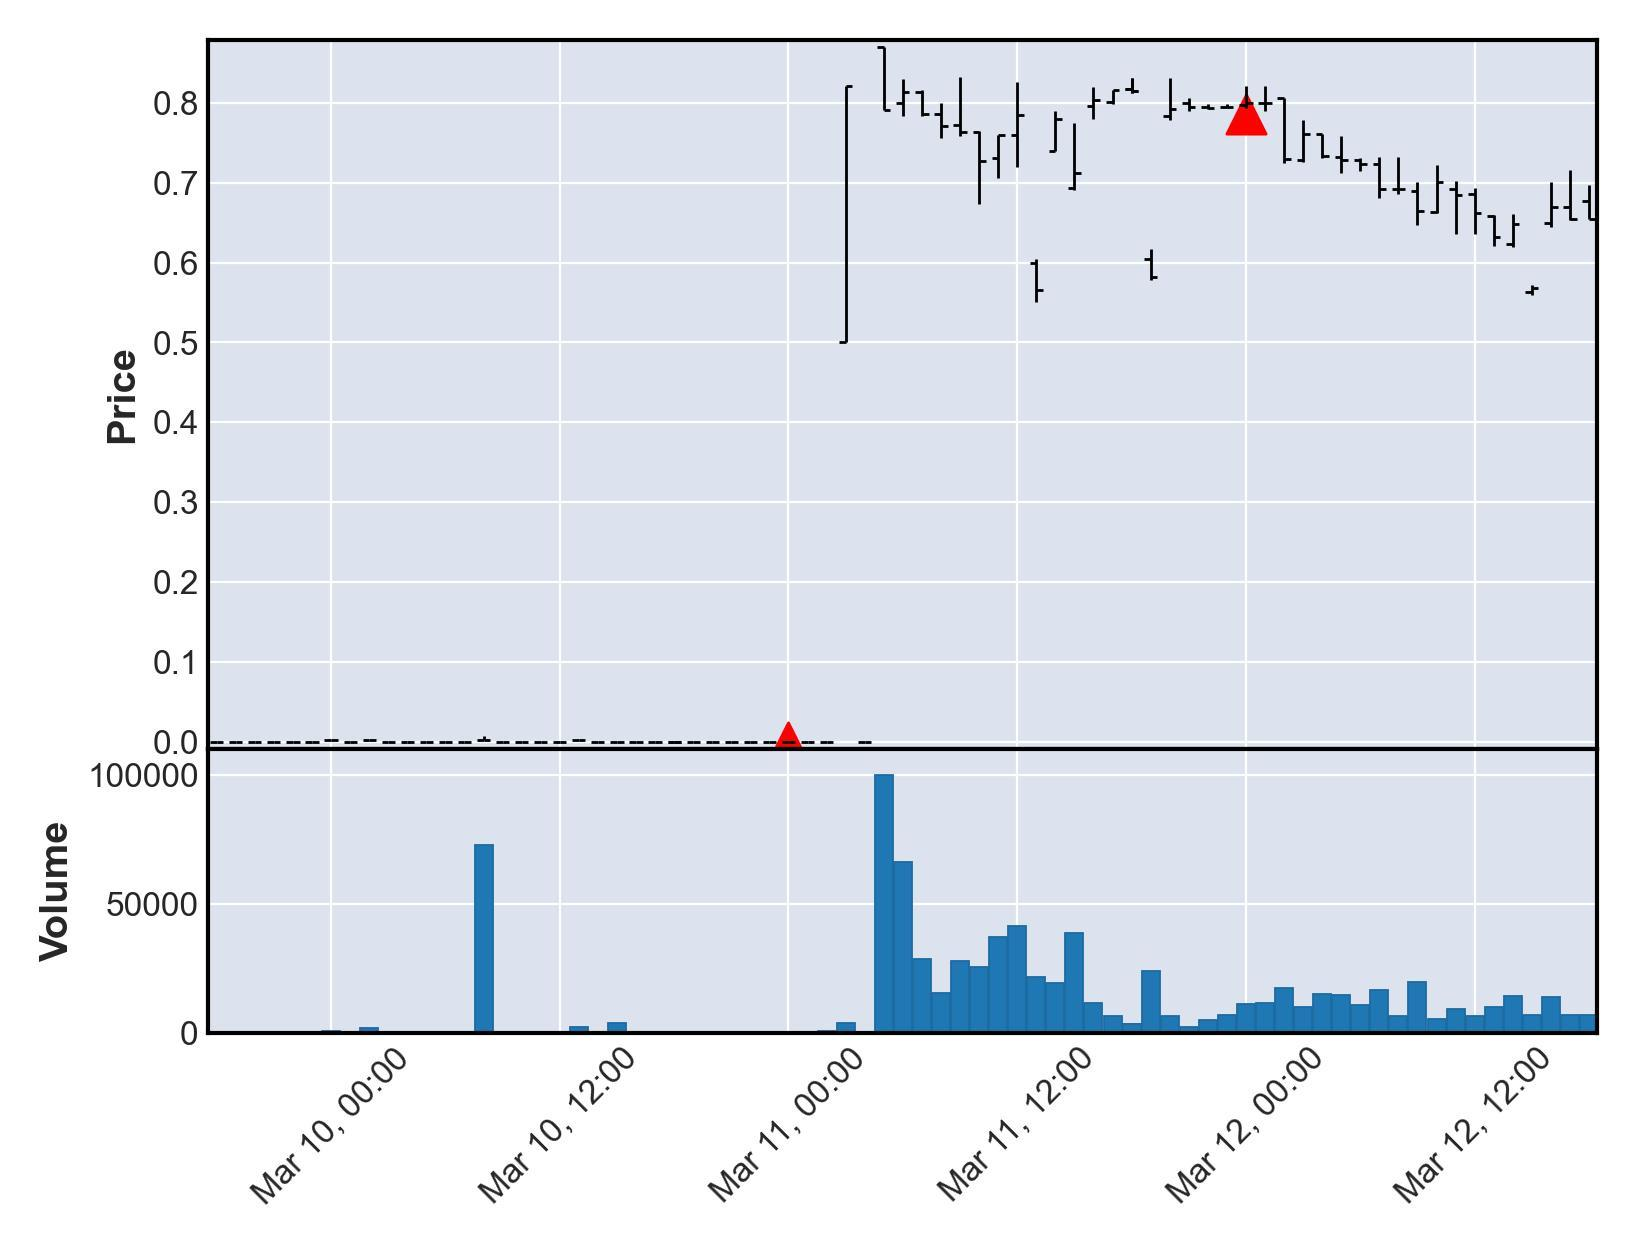 Price
0.8
0.7
0.6
0.5
0.4
0.3
0.2
0.1
0.0
Volume
100000
50000
0
Mar 10, 00:00
Mar 10, 12:00
Mar 11, 00:00
Mar 11, 12:00
Mar 12, 00:00
Mar 12, 12:00